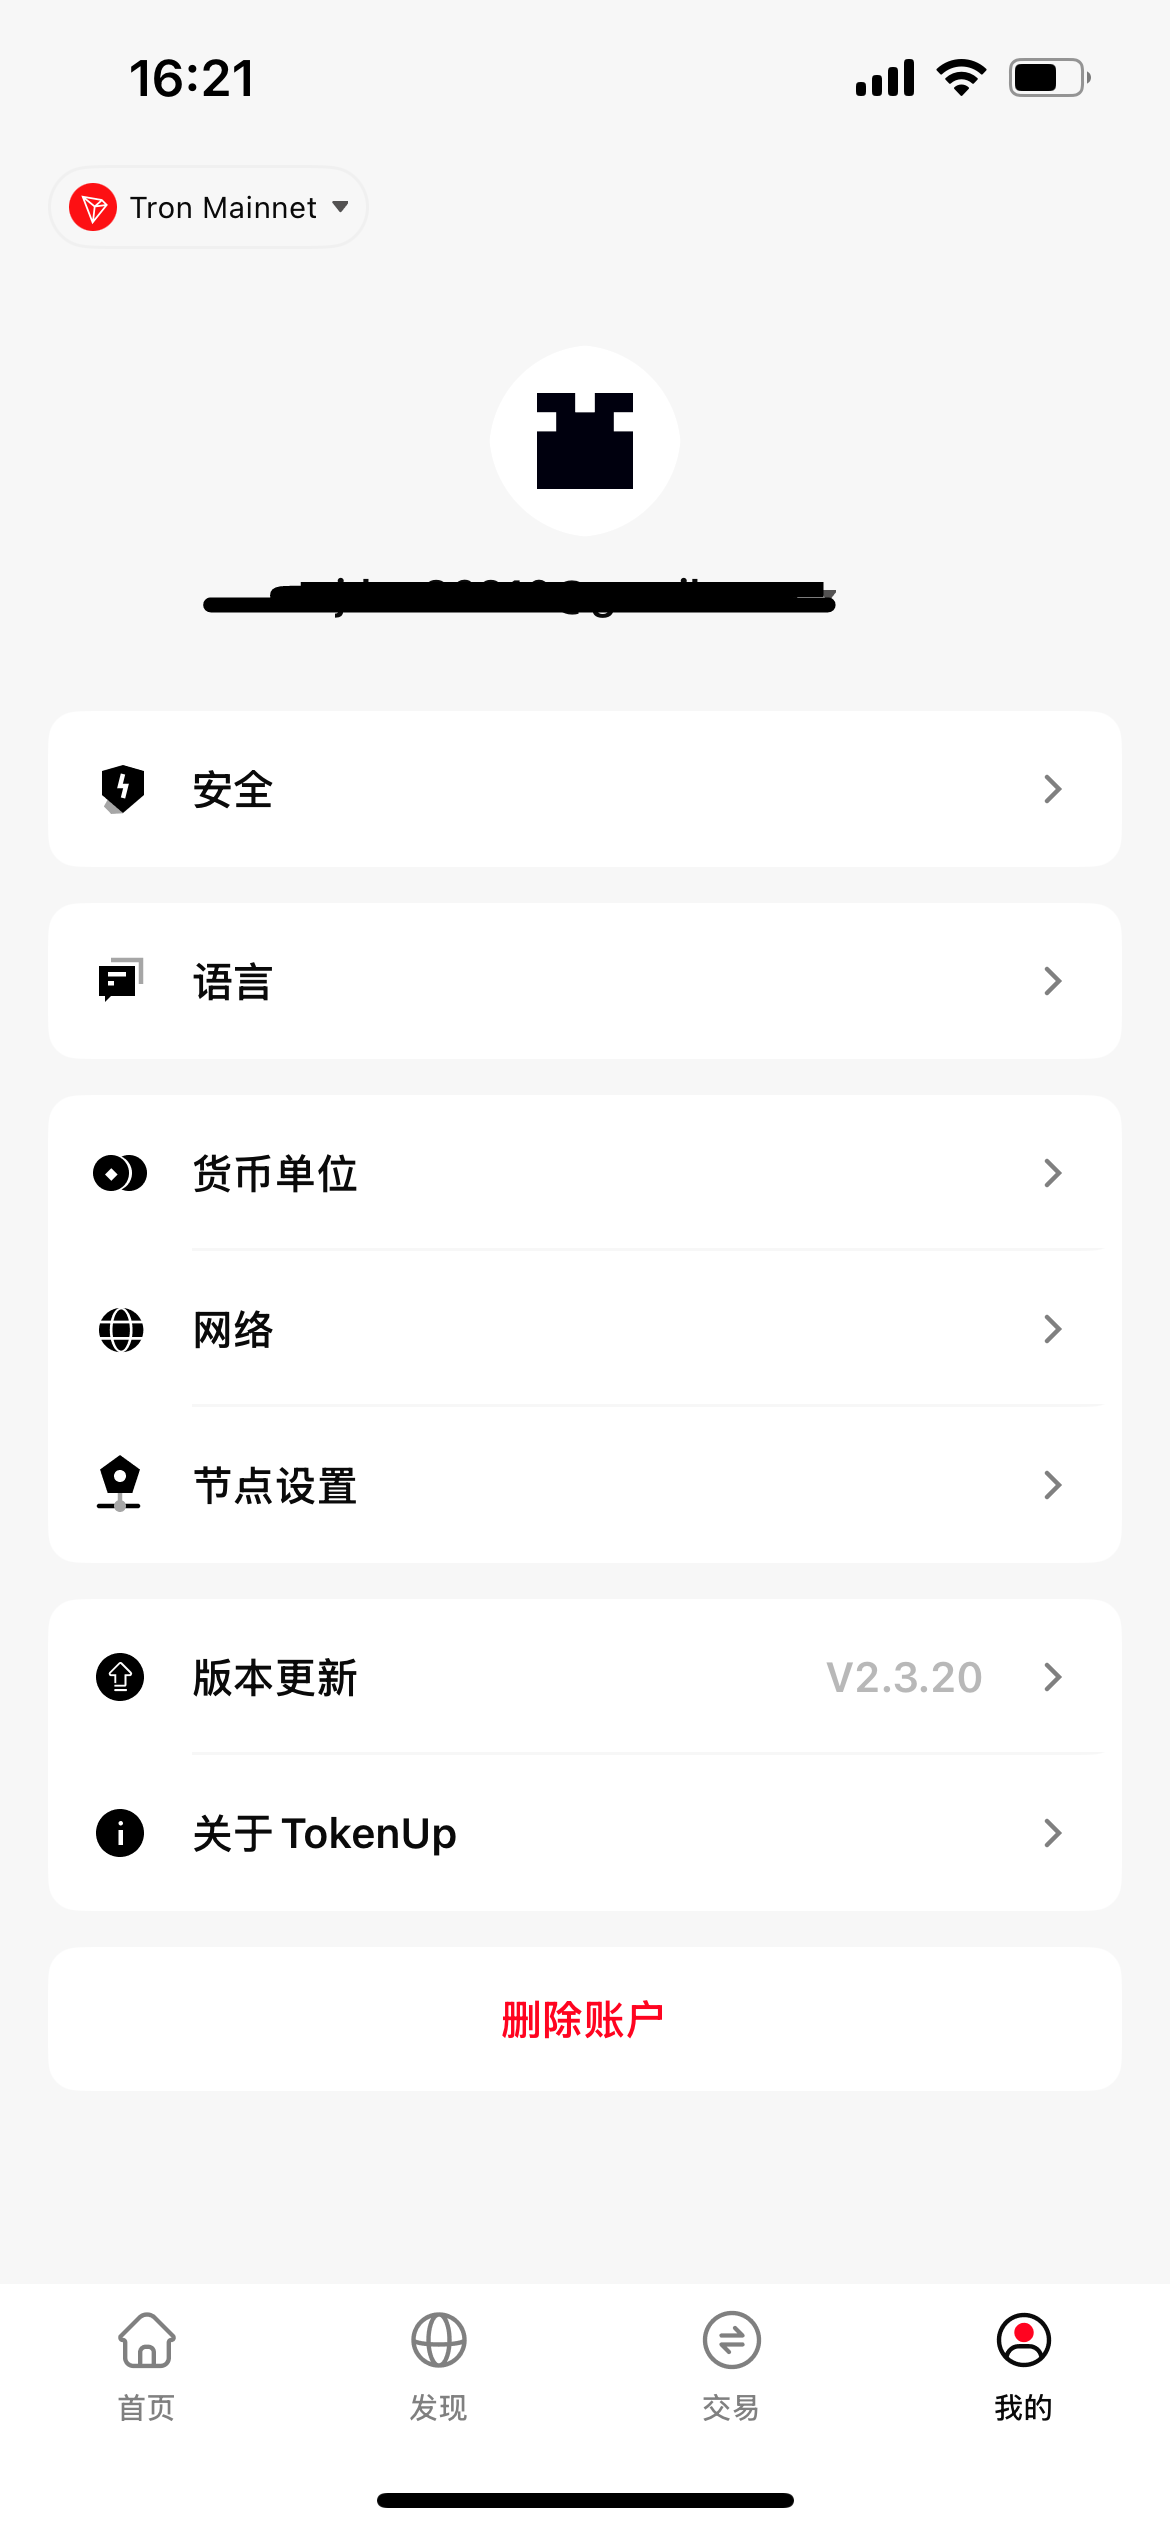 16:21
Tron Mainnet
安全
语言
货币单位
网络
节点设置
版本更新 V2.3.20
关于 TokenUp
删除账户
首页 发现 交易 我的